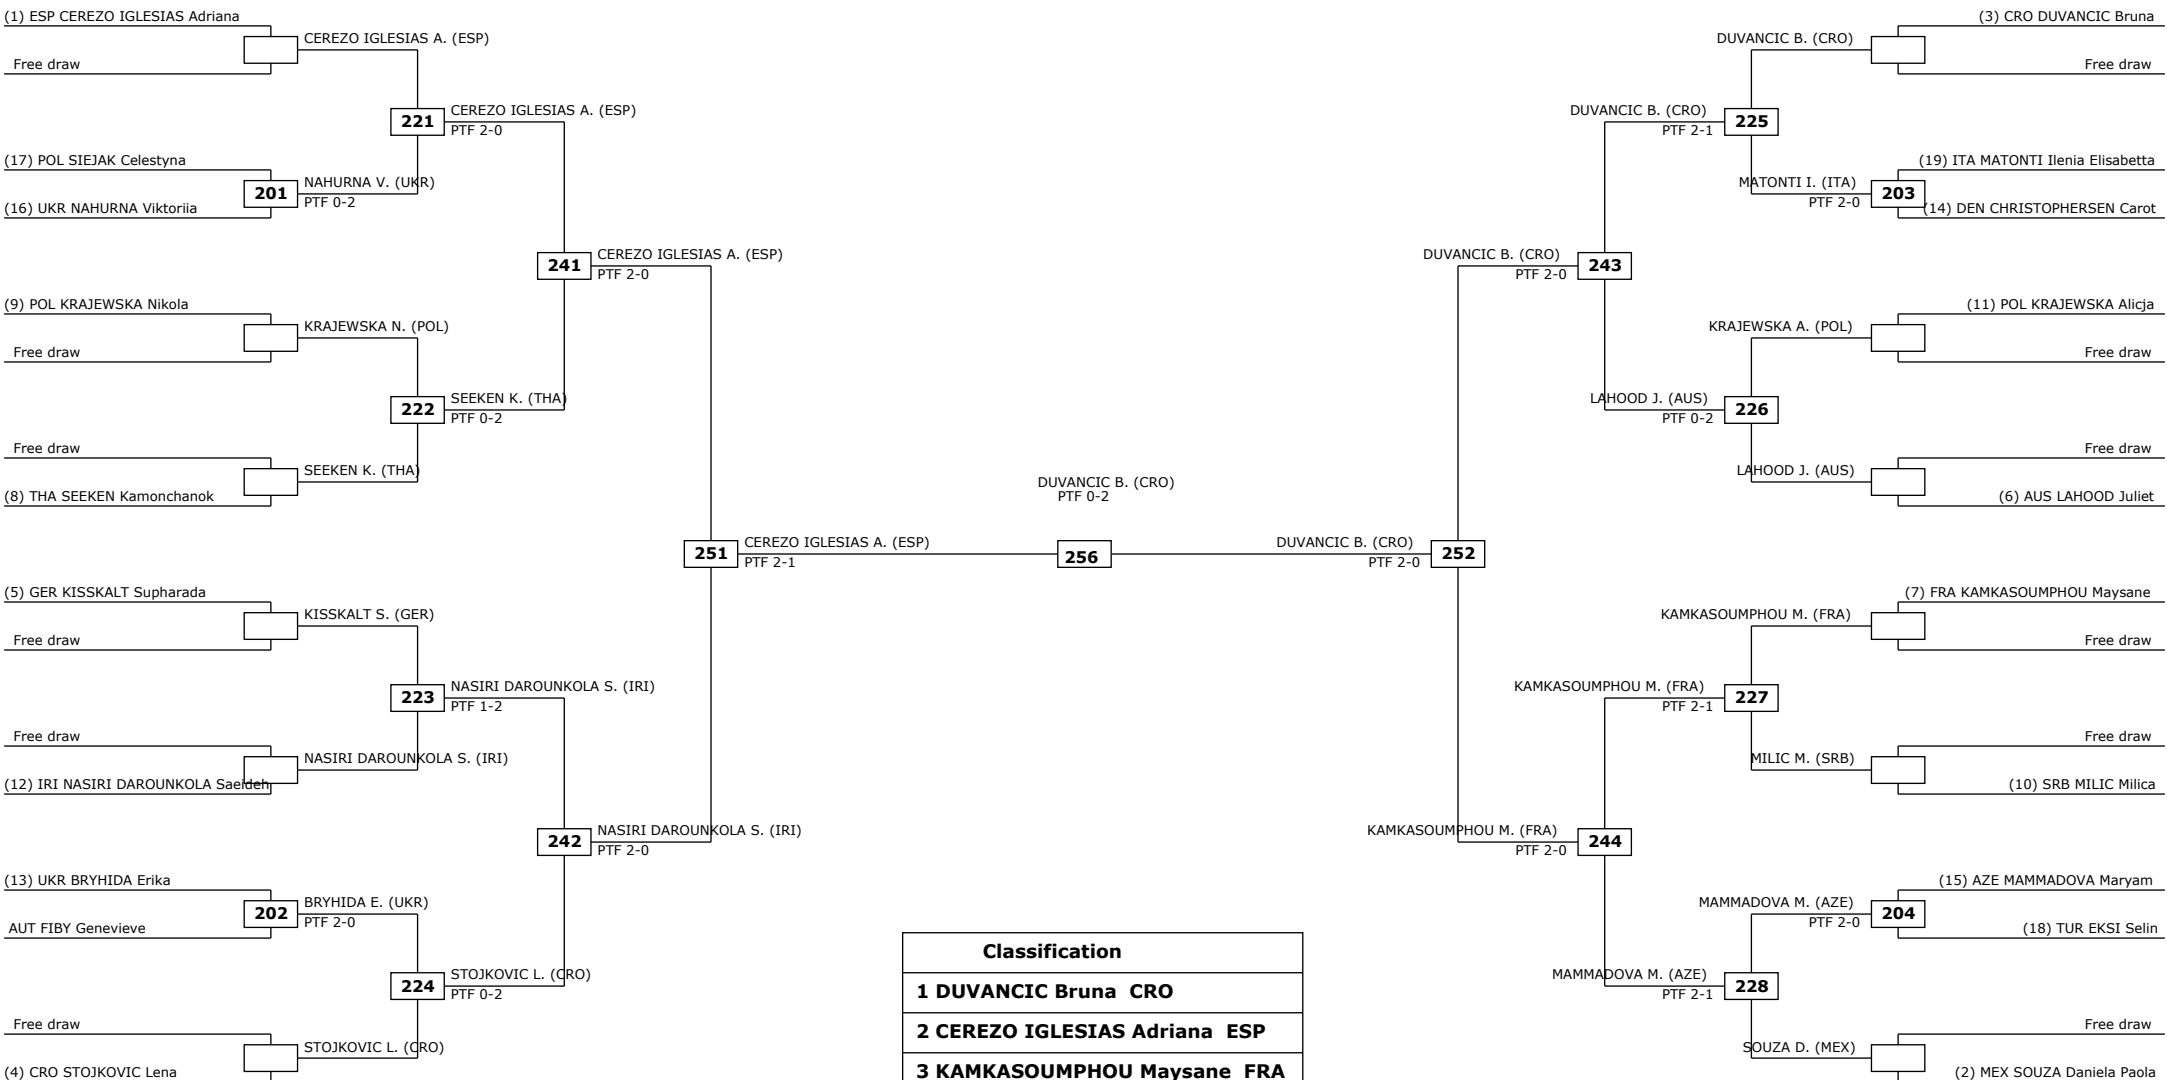 (1) ESP CEREZO IGLESIAS Adriana
CEREZO IGLESIAS A. (ESP)
Free draw
221
CEREZO IGLESIAS A. (ESP)
PTF 2-0
(17) POL SIEJAK Celestyna
201
NAHURNA V. (UKR)
PTF 0-2
(16) UKR NAHURNA Viktoriia
241
CEREZO IGLESIAS A. (ESP)
PTF 2-0
(9) POL KRAJEWSKA Nikola
KRAJEWSKA N. (POL)
Free draw
222
SEEKEN K. (THA)
PTF 0-2
Free draw
SEEKEN K. (THA)
(8) THA SEEKEN Kamonchanok
251
CEREZO IGLESIAS A. (ESP)
PTF 2-1
(5) GER KISSKALT Supharada
KISSKALT S. (GER)
Free draw
223
NASIRI DAROUNKOLA S. (IRI)
PTF 1-2
Free draw
NASIRI DAROUNKOLA S. (IRI)
(12) IRI NASIRI DAROUNKOLA Saeideh
242
NASIRI DAROUNKOLA S. (IRI)
PTF 2-0
(13) UKR BRYHIDA Erika
202
BRYHIDA E. (UKR)
PTF 2-0
AUT FIBY Genevieve
224
STOJKOVIC L. (CRO)
PTF 0-2
Free draw
STOJKOVIC L. (CRO)
(4) CRO STOJKOVIC Lena
DUVANCIC B. (CRO)
PTF 0-2
256
(3) CRO DUVANCIC Bruna
DUVANCIC B. (CRO)
Free draw
DUVANCIC B. (CRO)
PTF 2-1
225
(19) ITA MATONTI Ilenia Elisabetta
MATONTI I. (ITA)
PTF 2-0
203
(14) DEN CHRISTOPHERSEN Carot
DUVANCIC B. (CRO)
PTF 2-0
243
(11) POL KRAJEWSKA Alicja
KRAJEWSKA A. (POL)
Free draw
LAHOOD J. (AUS)
PTF 0-2
226
Free draw
LAHOOD J. (AUS)
(6) AUS LAHOOD Juliet
DUVANCIC B. (CRO)
PTF 2-0
252
(7) FRA KAMKASOUMPHOU Maysane
KAMKASOUMPHOU M. (FRA)
Free draw
KAMKASOUMPHOU M. (FRA)
PTF 2-1
227
Free draw
MILIC M. (SRB)
(10) SRB MILIC Milica
KAMKASOUMPHOU M. (FRA)
PTF 2-0
244
(15) AZE MAMMADOVA Maryam
MAMMADOVA M. (AZE)
PTF 2-0
204
(18) TUR EKSI Selin
MAMMADOVA M. (AZE)
PTF 2-1
228
Free draw
SOUZA D. (MEX)
(2) MEX SOUZA Daniela Paola
Classification
1 DUVANCIC Bruna CRO
2 CEREZO IGLESIAS Adriana ESP
3 KAMKASOUMPHOU Maysane FRA